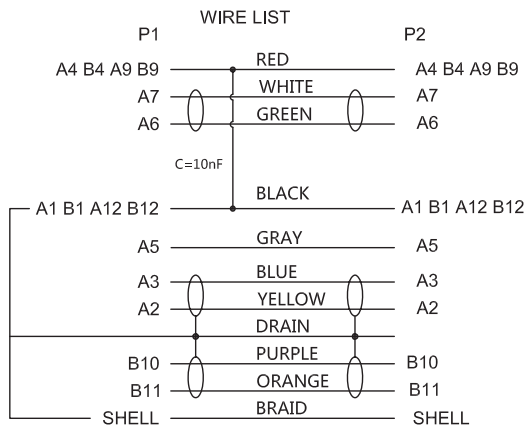 WIRE LIST
P1 P2
A4 B4 A9 B9 RED A4 B4 A9 B9
A7 WHITE A7
A6 GREEN A6
C=10nF
A1 B1 A12 B12 BLACK A1 B1 A12 B12
A5 GRAY A5
A3 BLUE A3
A2 YELLOW A2
DRAIN
B10 PURPLE B10
B11 ORANGE B11
SHELL BRAID SHELL